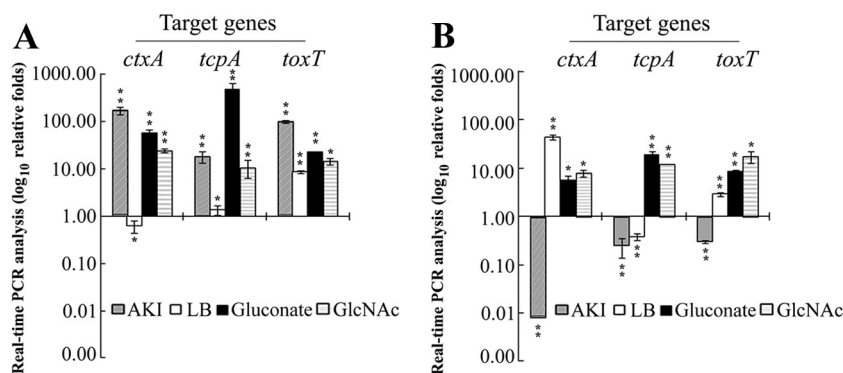 A
Target genes
ctxA tcpA toxT
Real-time PCR analysis (log10 relative folds)
1000.00
100.00
10.00
1.00
0.10
0.01
0.00
** * ** ** ** * ** ** ** ** ** *
AKI LB Gluconate GlcNAc
B
Target genes
ctxA tcpA toxT
Real-time PCR analysis (log10 relative folds)
1000.00
100.00
10.00
1.00
0.10
0.01
0.00
** ** * * ** ** ** ** ** ** ** *
AKI LB Gluconate GlcNAc